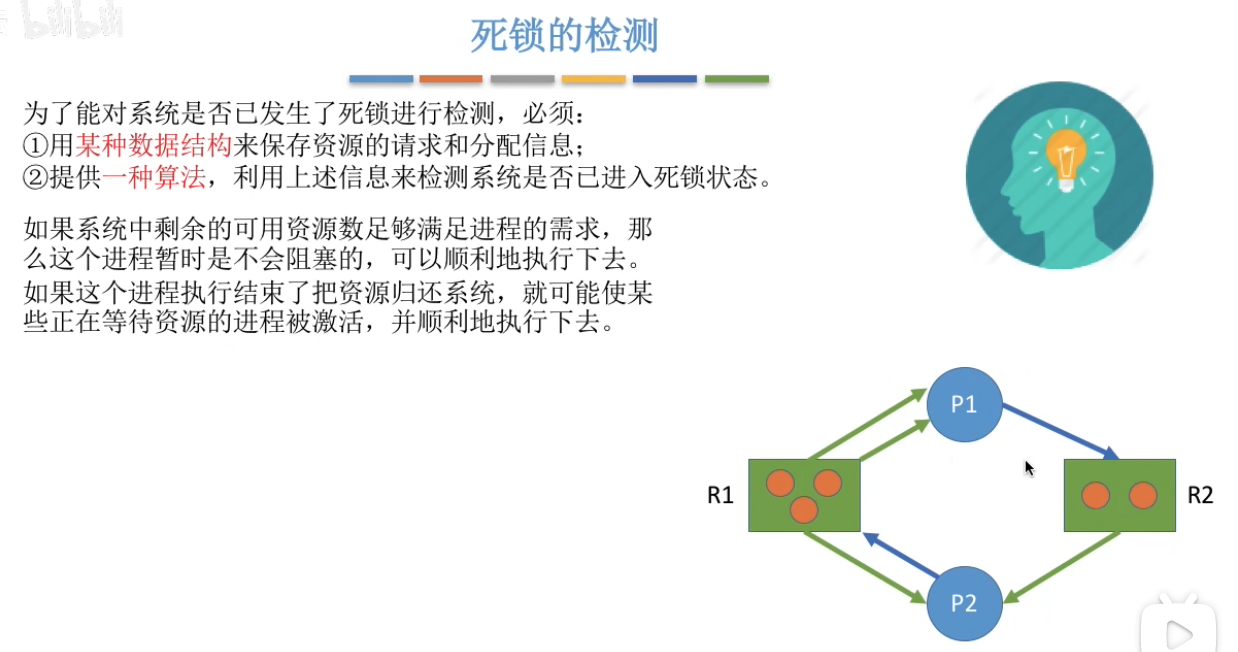 bilibili
死锁的检测
为了能对系统是否已发生了死锁进行检测，必须：
①用某种数据结构来保存资源的请求和分配信息；
②提供一种算法，利用上述信息来检测系统是否已进入死锁状态。
如果系统中剩余的可用资源数足够满足进程的需求，那
么这个进程暂时是不会阻塞的，可以顺利地执行下去。
如果这个进程执行结束了把资源归还系统，就可能使某
些正在等待资源的进程被激活，并顺利地执行下去。
P1
R1
R2
P2